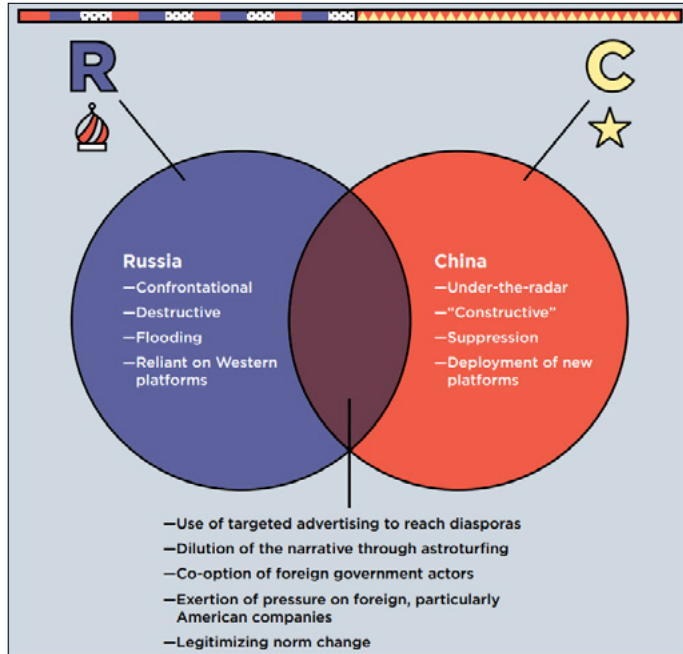 R
C
Russia
—Confrontational
—Destructive
—Flooding
—Reliant on Western
platforms
China
—Under-the-radar
—“Constructive”
—Suppression
—Deployment of new
platforms
—Use of targeted advertising to reach diasporas
—Dilution of the narrative through astroturfing
—Co-option of foreign government actors
—Exertion of pressure on foreign, particularly
American companies
—Legitimizing norm change